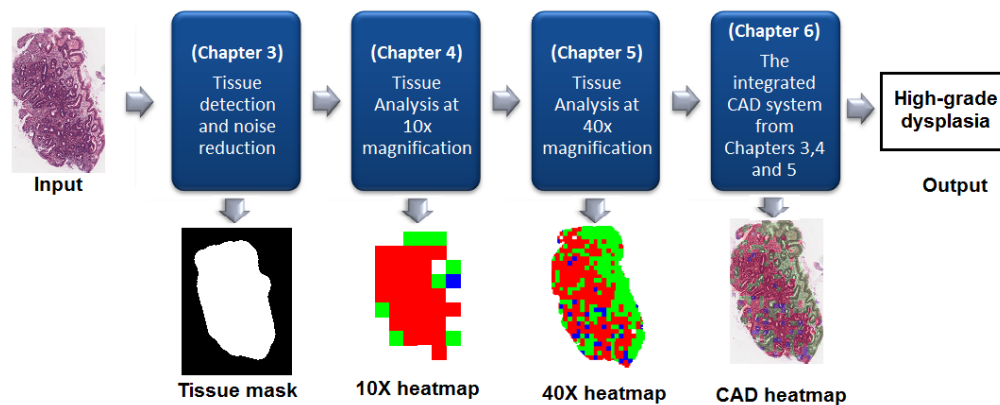 Input
(Chapter 3)
Tissue
detection
and noise
reduction
(Chapter 4)
Tissue
Analysis at
10x
magnification
(Chapter 5)
Tissue
Analysis at
40x
magnification
(Chapter 6)
The
integrated
CAD system
from
Chapters 3,4
and 5
High-grade
dysplasia
Output
Tissue mask
10X heatmap
40X heatmap
CAD heatmap